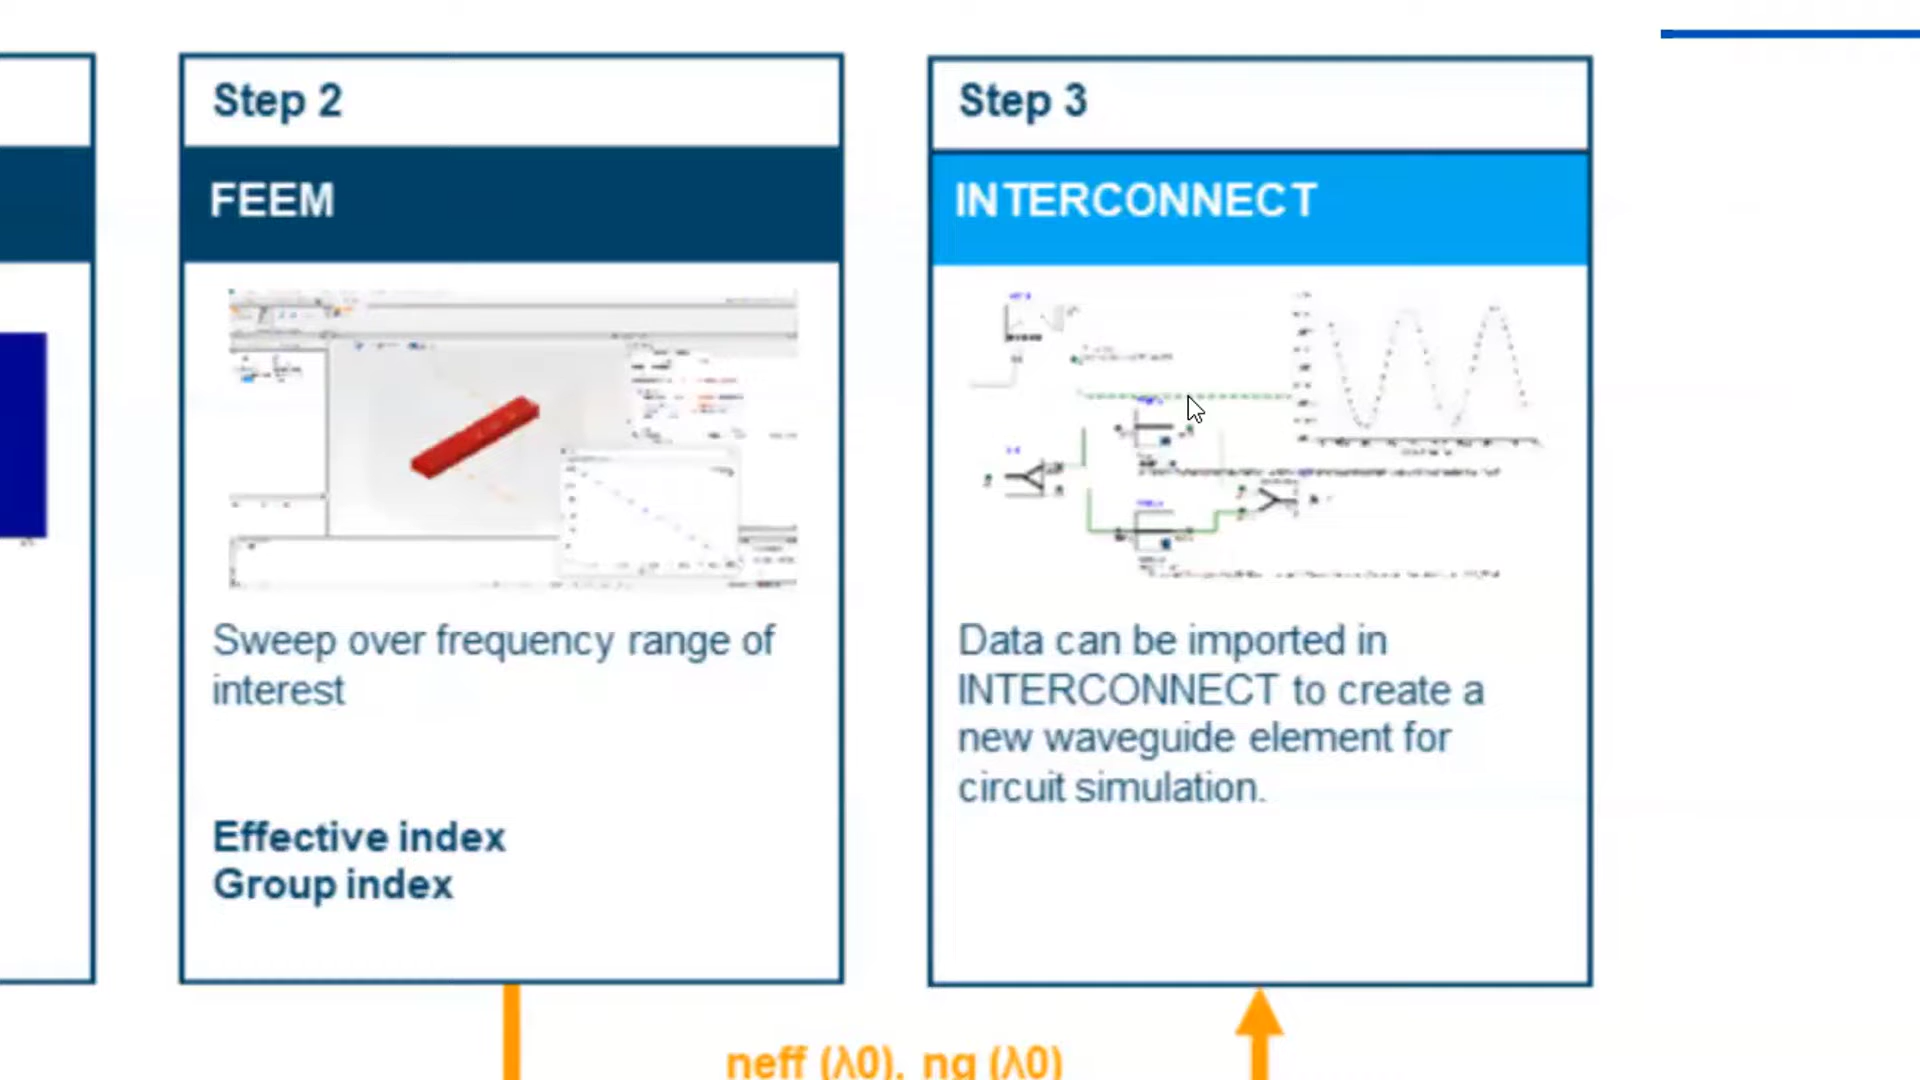 Step 2
FEEM
Sweep over frequency range of
interest
Effective index
Group index
Step 3
INTERCONNECT
Data can be imported in
INTERCONNECT to create a
new waveguide element for
circuit simulation.
neff (λ0), ng (λ0)